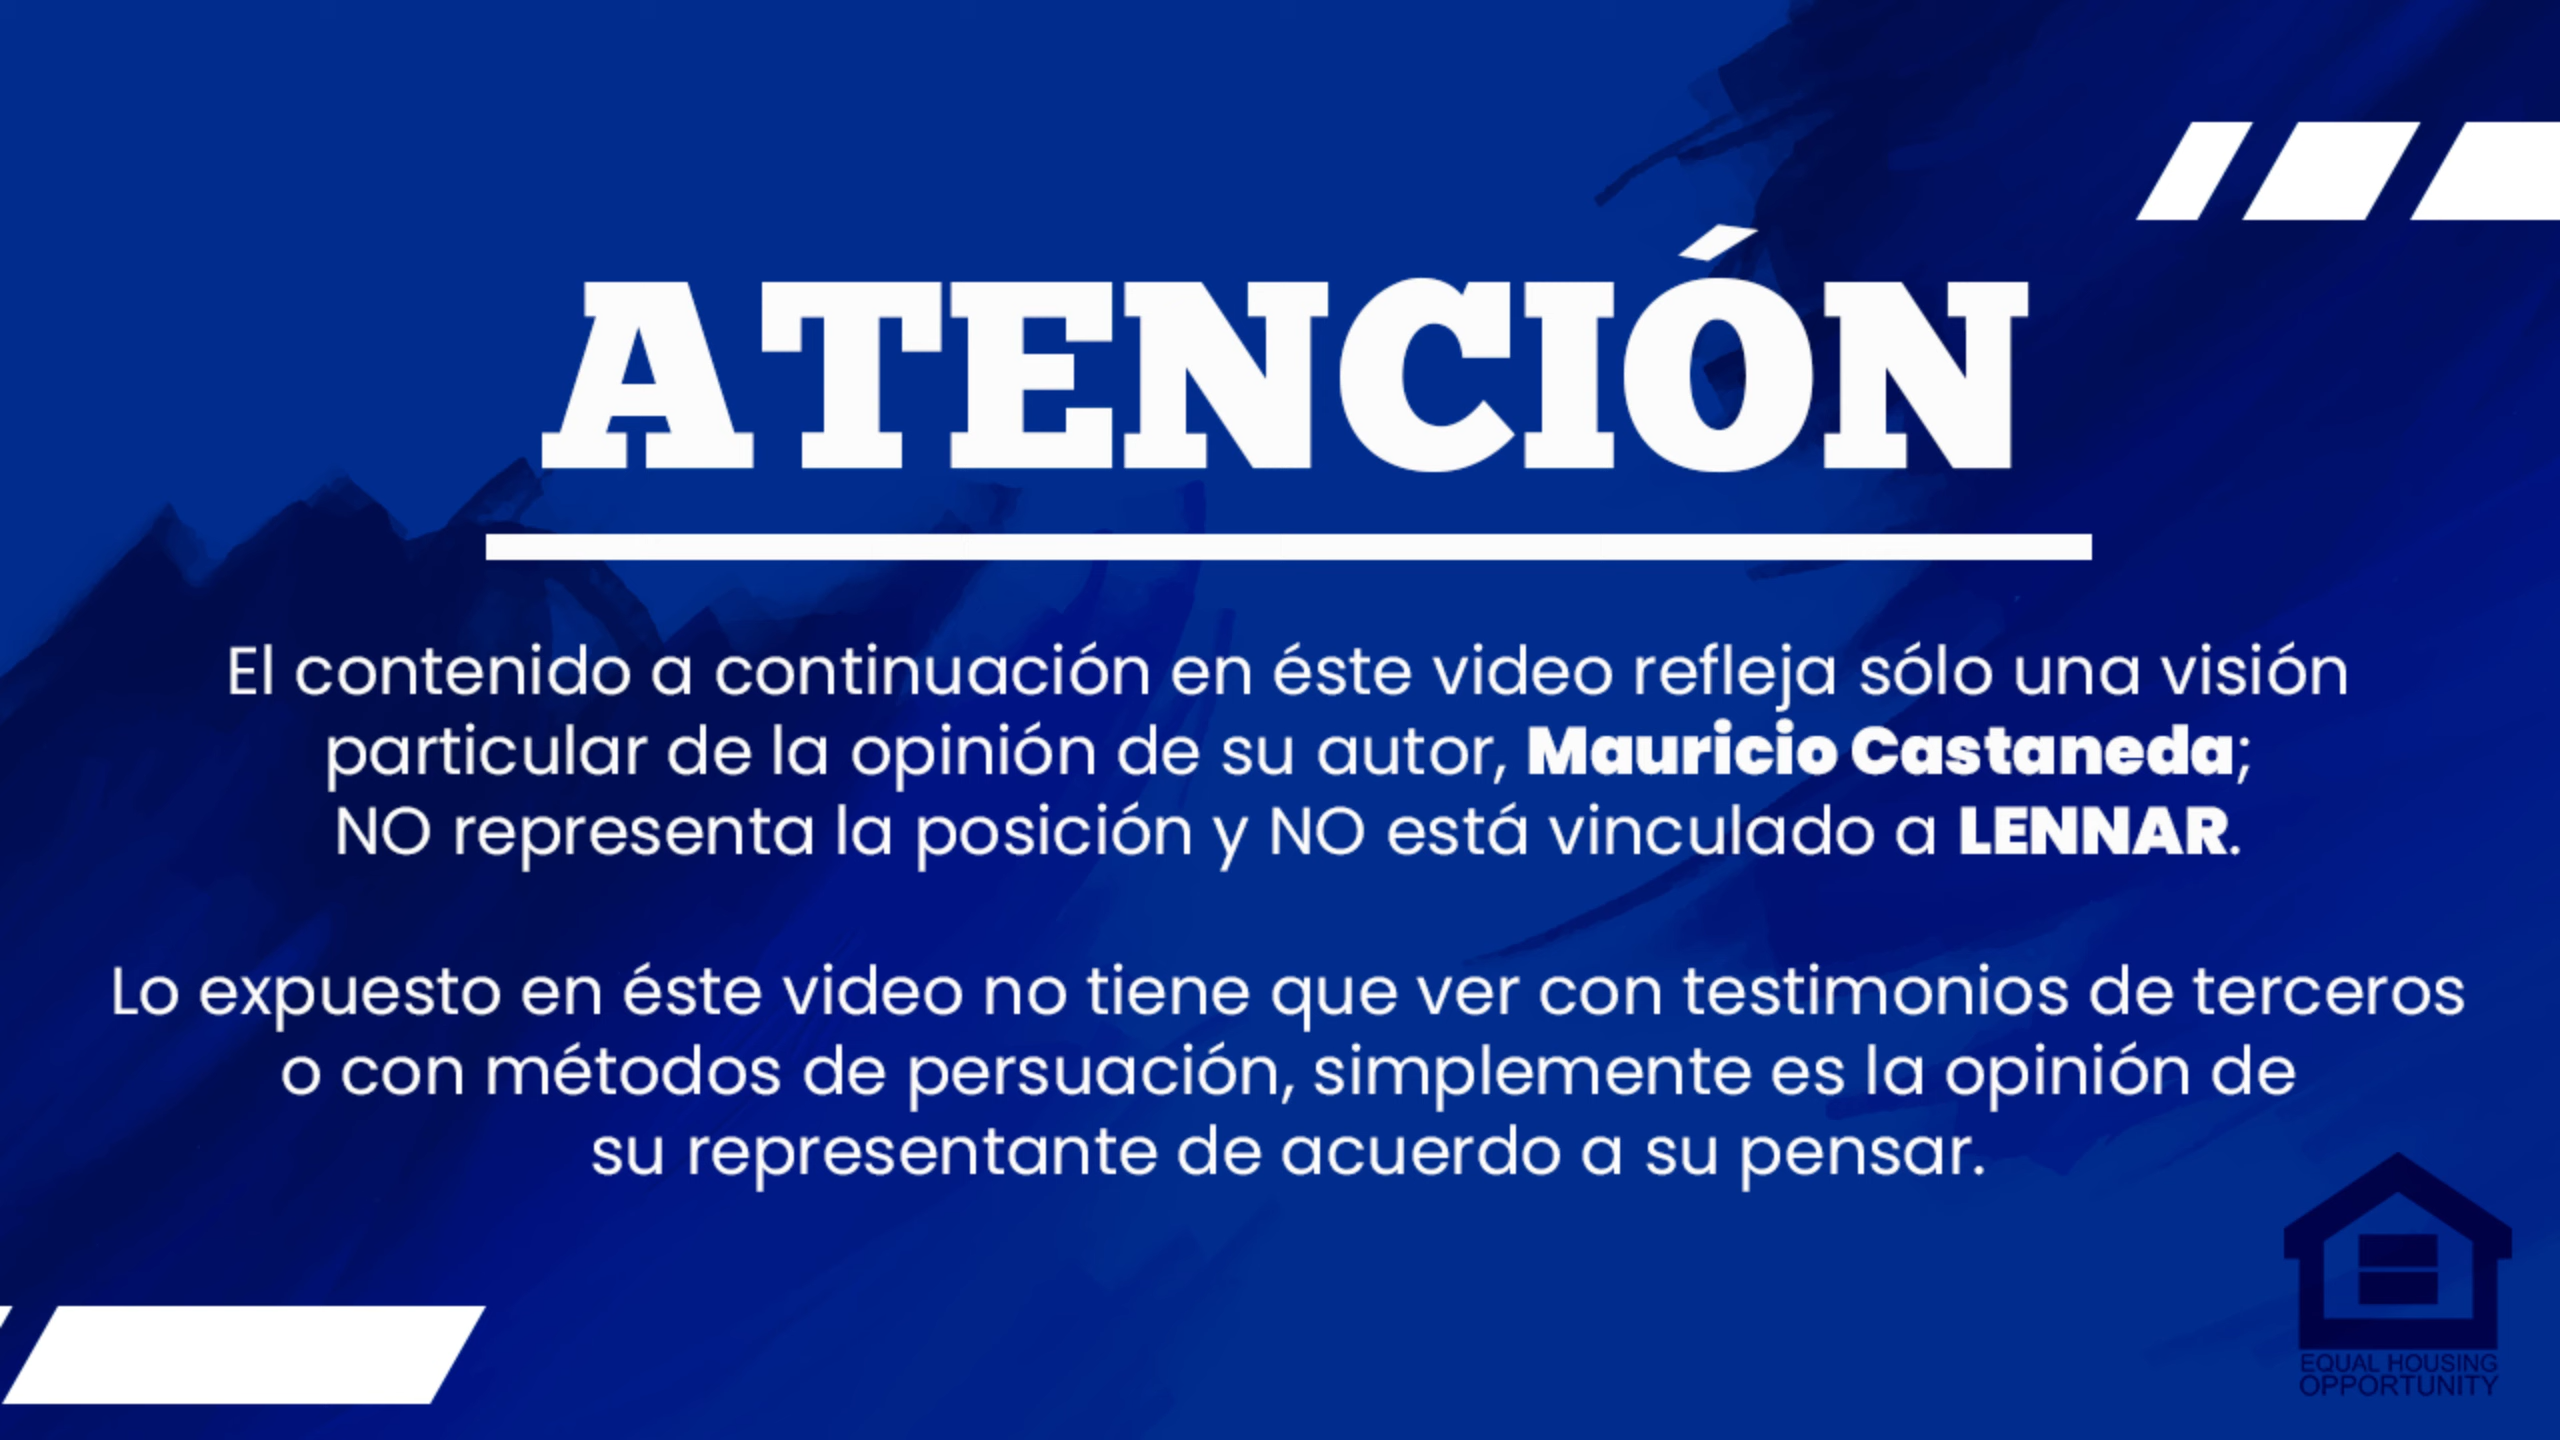 ATENCIÓN
El contenido a continuación en éste video refleja sólo una visión
particular de la opinión de su autor, Mauricio Castaneda;
NO representa la posición y NO está vinculado a LENNAR.
Lo expuesto en éste video no tiene que ver con testimonios de terceros
o con métodos de persuación, simplemente es la opinión de
su representante de acuerdo a su pensar.
EQUAL HOUSING
OPPORTUNITY